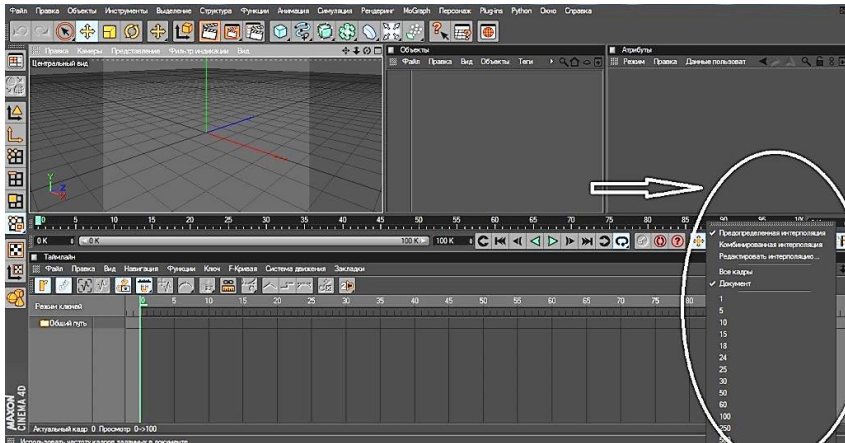 Файл Правка Объекты Инструменты Выделение Структура Функции Анимация Симуляция Рендеринг MoGraph Персонаж Plug-ins Python Окно Справка
Правка Камеры Представление Фильтр индикации Вид
Центральный вид
Y
Z
X
Объекты
Файл Правка Вид Объекты Теги
Атрибуты
Режим Правка Данные пользоват
0 5 10 15 20 25 30 35 40 45 50 55 60 65 70 75 80 85 90 95
0 K 0 K 100 K 100 K
Таймлайн
Файл Правка Вид Навигация Функции Ключ F-Кривая Система движения Закладки
Режим ключей
0 5 10 15 20 25 30 35 40 45 50 55 60 65 70 75 80
Общий путь
Предопределенная интерполяция
Комбинированная интерполяция
Редактировать интерполяцию...
Все кадры
Документ
1
5
10
15
18
24
25
30
50
60
100
250
MAXON
CINEMA 4D
Актуальный кадр 0 Просмотр 0->100
Использовать частоту кадров заданных в документе